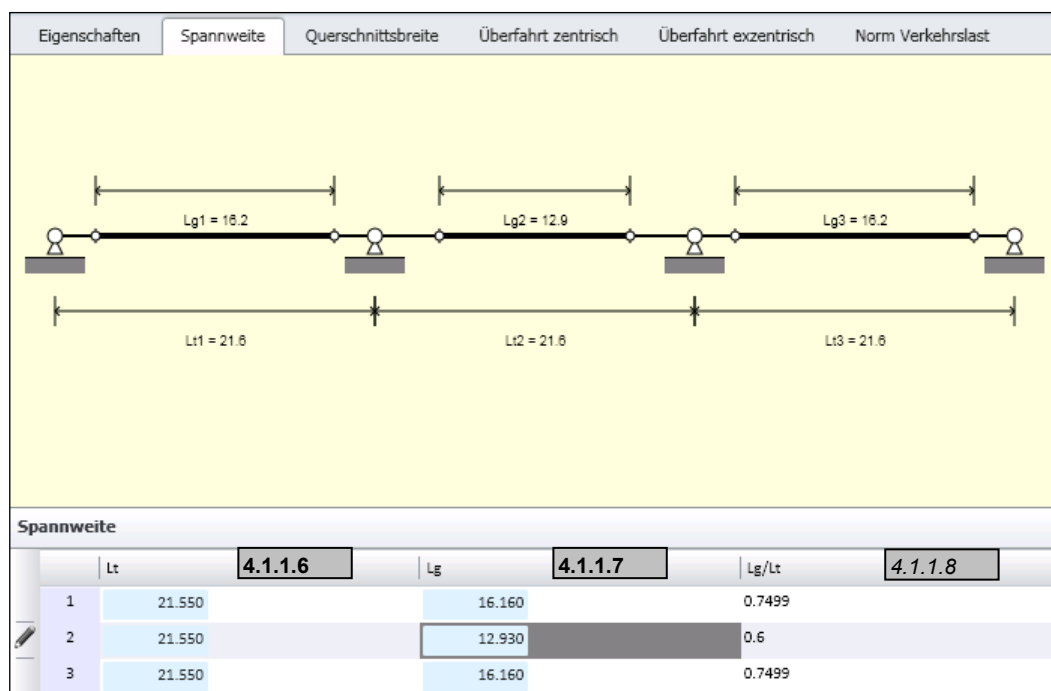 Eigenschaften Spannweite Querschnittsbreite Überfahrt zentrisch Überfahrt exzentrisch Norm Verkehrslast
Lg1 = 16.2 Lg2 = 12.9 Lg3 = 16.2
Lt1 = 21.6 Lt2 = 21.6 Lt3 = 21.6
Spannweite
Lt 4.1.1.6 Lg 4.1.1.7 Lg/Lt 4.1.1.8
1 21.550 16.160 0.7499
2 21.550 12.930 0.6
3 21.550 16.160 0.7499